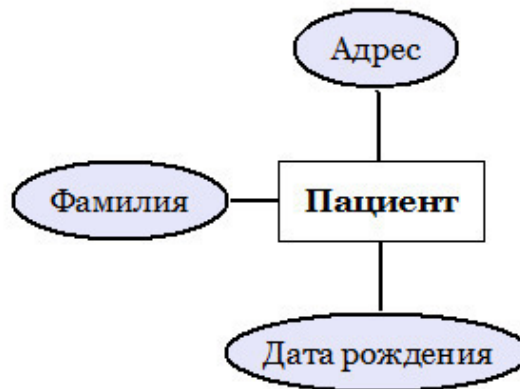 Адрес
Фамилия
Пациент
Дата рождения